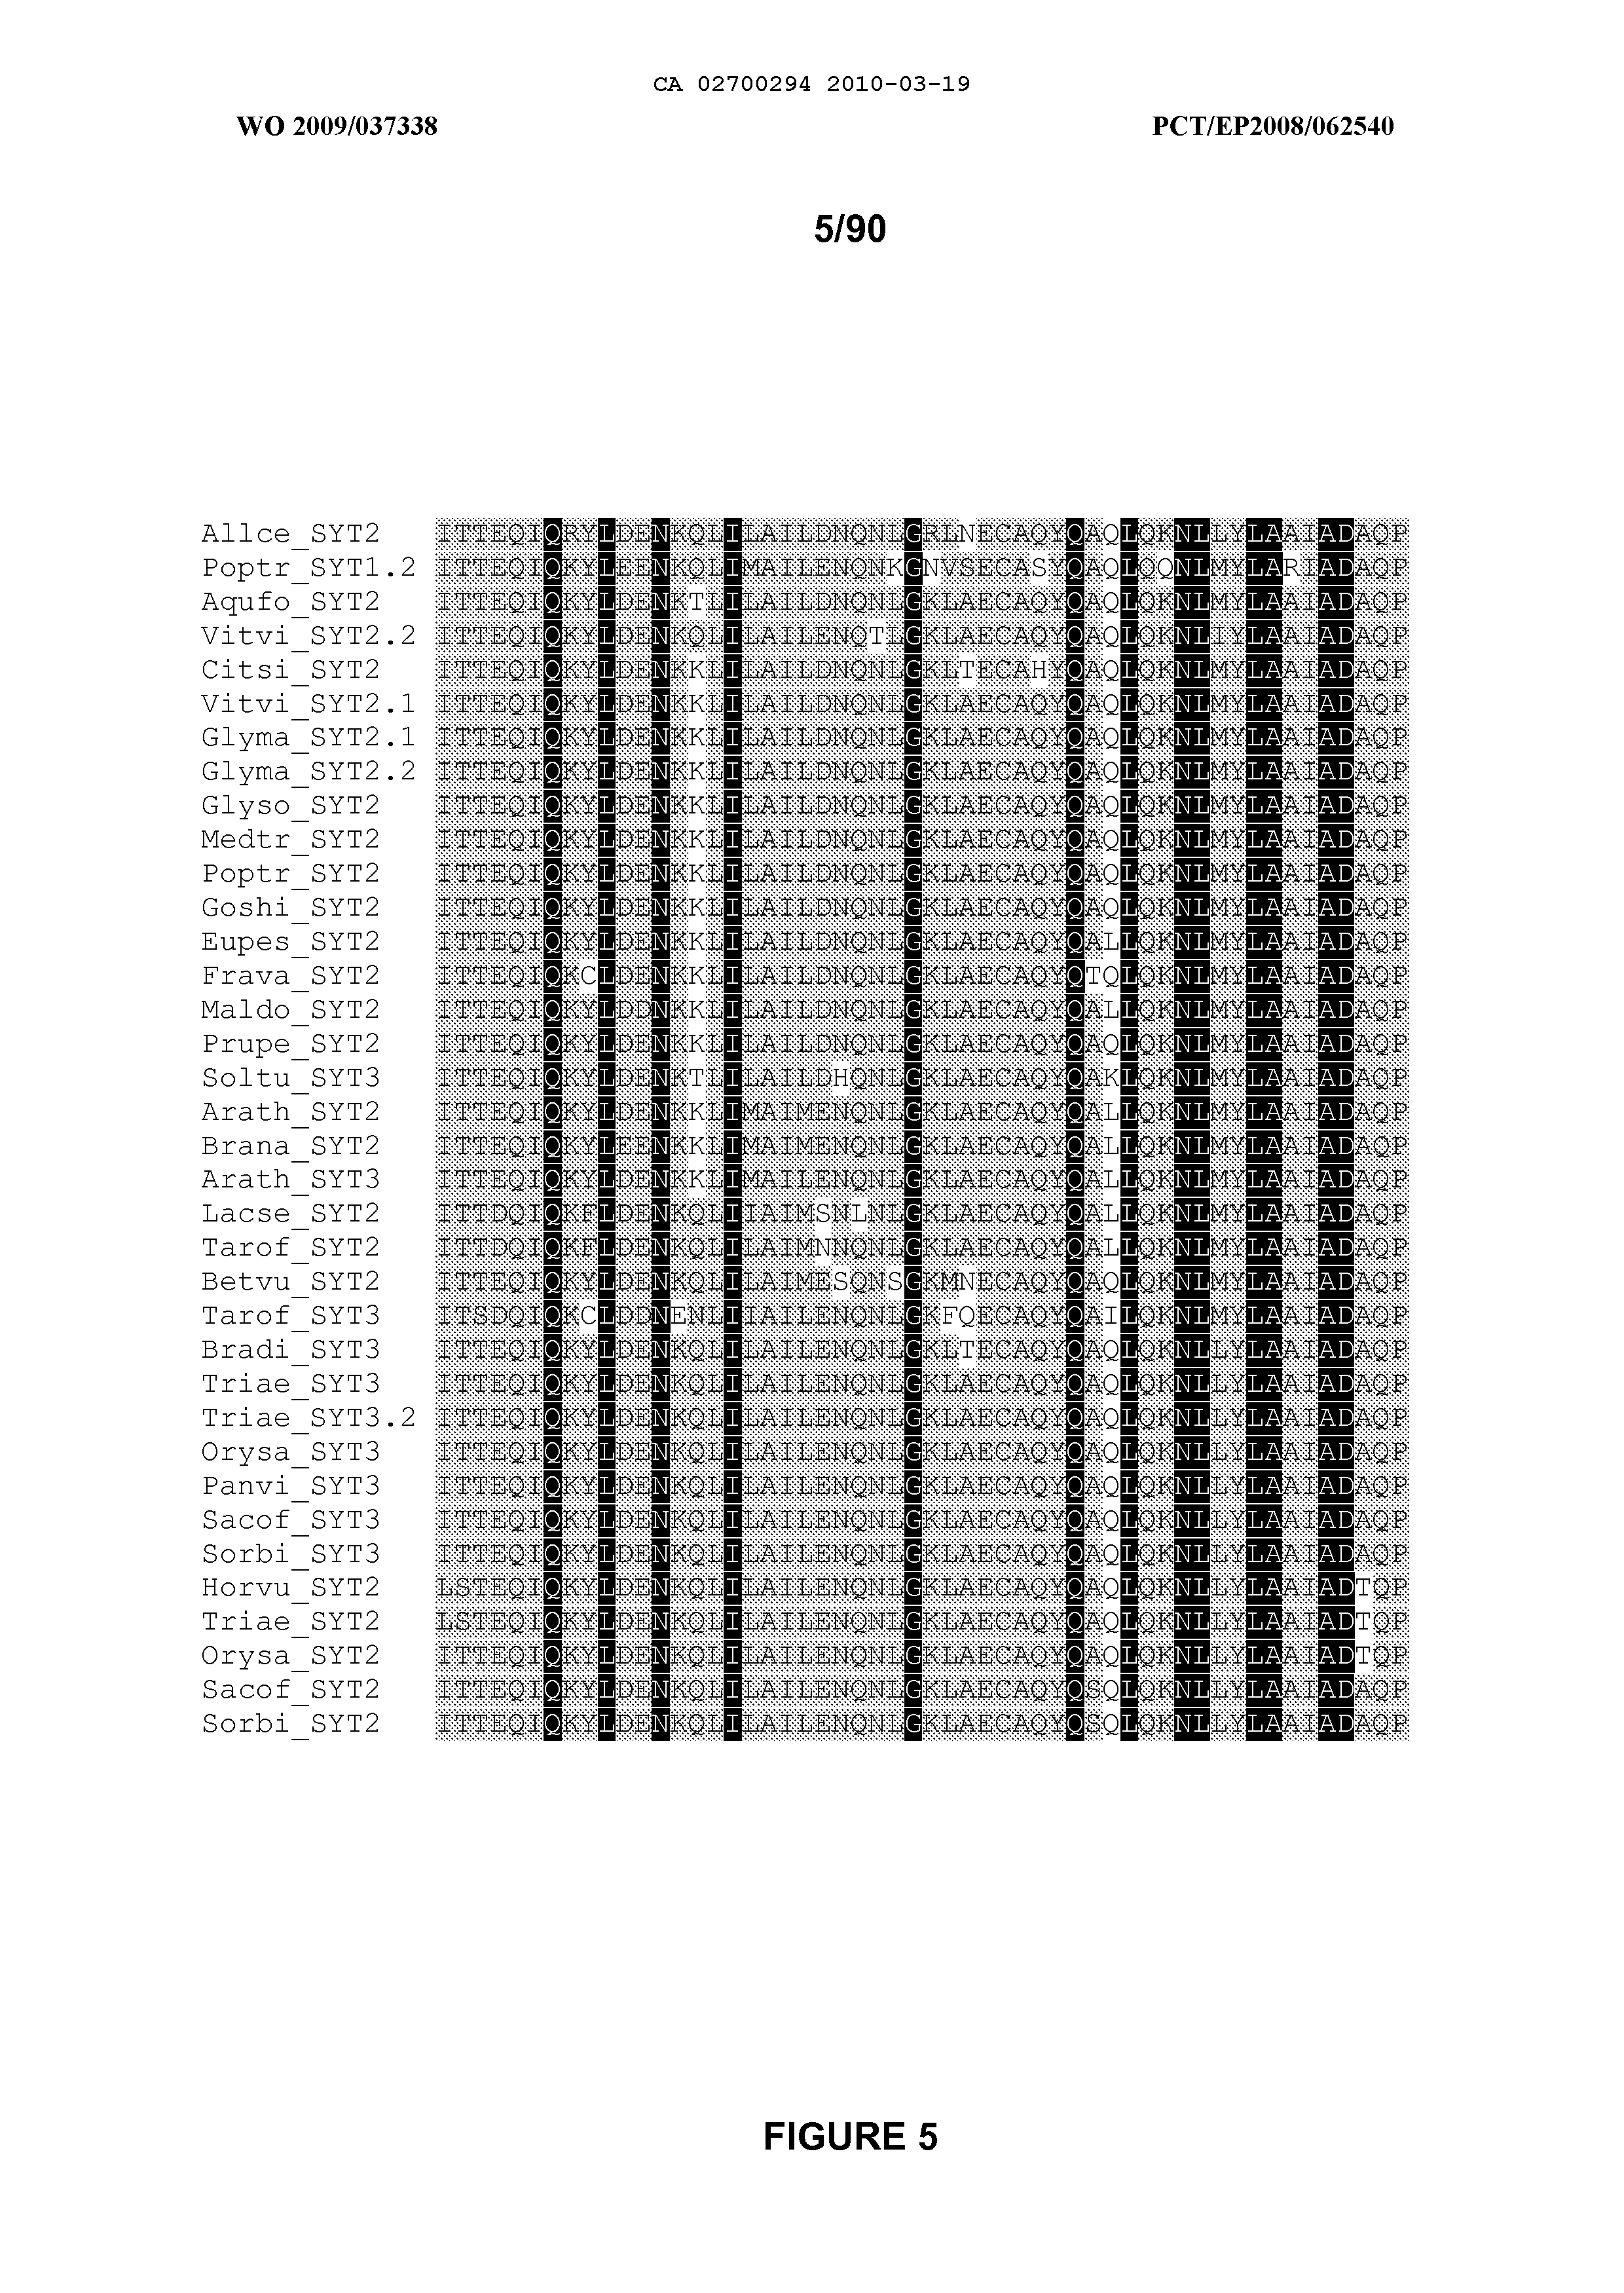 CA 02700294 2010-03-19
WO 2009/037338 PCT/EP2008/062540
5/90
Allce_SYT2 ITTEQIQRYLDENKQLILAILDNQNLGRLNECAQYQAQLQKNLLYLAAIADAQP
Poptr_SYT1.2 ITTEQIQKYLEENKQLIMAILENQNKGNVSECASYQAQLQQNLMYLARIADAQP
Aqufo_SYT2 ITTEQIQKYLDENKTLILAILDNQNLGKLAECAQYQAQLQKNLMYLAAIADAQP
Vitvi_SYT2.2 ITTEQIQKYLDENKQLILAILENQTLGKLAECAQYQAQLQKNLIYLAAIADAQP
Citsi_SYT2 ITTEQIQKYLDENKKLILAILDNQNLGKLTECAHYQAQLQKNLMYLAAIADAQP
Vitvi_SYT2.1 ITTEQIQKYLDENKKLILAILDNQNLGKLAECAQYQAQLQKNLMYLAAIADAQP
Glyma_SYT2.1 ITTEQIQKYLDENKKLILAILDNQNLGKLAECAQYQAQLQKNLMYLAAIADAQP
Glyma_SYT2.2 ITTEQIQKYLDENKKLILAILDNQNLGKLAECAQYQAQLQKNLMYLAAIADAQP
Glyso_SYT2 ITTEQIQKYLDENKKLILAILDNQNLGKLAECAQYQAQLQKNLMYLAAIADAQP
Medtr_SYT2 ITTEQIQKYLDENKKLILAILDNQNLGKLAECAQYQAQLQKNLMYLAAIADAQP
Poptr_SYT2 ITTEQIQKYLDENKKLILAILDNQNLGKLAECAQYQAQLQKNLMYLAAIADAQP
Goshi_SYT2 ITTEQIQKYLDENKKLILAILDNQNLGKLAECAQYQAQLQKNLMYLAAIADAQP
Eupes_SYT2 ITTEQIQKYLDENKKLILAILDNQNLGKLAECAQYQALLQKNLMYLAAIADAQP
Frava_SYT2 ITTEQIQKCLDENKKLILAILDNQNLGKLAECAQYQTQLQKNLMYLAAIADAQP
Maldo_SYT2 ITTEQIQKYLDDNKKLILAILDNQNLGKLAECAQYQALLQKNLMYLAAIADAQP
Prupe_SYT2 ITTEQIQKYLDENKKLILAILDNQNLGKLAECAQYQAQLQKNLMYLAAIADAQP
Soltu_SYT3 ITTEQIQKYLDENKTLILAILDHQNLGKLAECAQYQAKLQKNLMYLAAIADAQP
Arath_SYT2 ITTEQIQKYLDENKKLIMAIMENQNLGKLAECAQYQALLQKNLMYLAAIADAQP
Brana_SYT2 ITTEQIQKYLEENKKLIMAIMENQNLGKLAECAQYQALLQKNLMYLAAIADAQP
Arath_SYT3 ITTEQIQKYLDENKKLIMAILENQNLGKLAECAQYQALLQKNLMYLAAIADAQP
Lacse_SYT2 ITTDQIQKFLDENKQLIIAIMSNLNLGKLAECAQYQALLQKNLMYLAAIADAQP
Tarof_SYT2 ITTDQIQKFLDENKQLILAIMNNQNLGKLAECAQYQALLQKNLMYLAAIADAQP
Betvu_SYT2 ITTEQIQKYLDENKQLILAIMESQNSGKMNECAQYQAQLQKNLMYLAAIADAQP
Tarof_SYT3 ITSDQIQKCLDDNENLIIAILENQNLGKFQECAQYQAILQKNLMYLAAIADAQP
Bradi_SYT3 ITTEQIQKYLDENKQLILAILENQNLGKLTECAQYQAQLQKNLMYLAAIADAQP
Triae_SYT3 ITTEQIQKYLDENKQLILAILENQNLGKLAECAQYQAQLQKNLLYLAAIADAQP
Triae_SYT3.2 ITTEQIQKYLDENKQLILAILENQNLGKLAECAQYQAQLQKNLLYLAAIADAQP
Orysa_SYT3 ITTEQIQKYLDENKQLILAILENQNLGKLAECAQYQAQLQKNLLYLAAIADAQP
Panvi_SYT3 ITTEQIQKYLDENKQLILAILENQNLGKLAECAQYQAQLQKNLLYLAAIADAQP
Sacof_SYT3 ITTEQIQKYLDENKQLILAILENQNLGKLAECAQYQAQLQKNLLYLAAIADAQP
Sorbi_SYT3 ITTEQIQKYLDENKQLILAILENQNLGKLAECAQYQAQLQKNLLYLAAIADAQP
Horvu_SYT2 LSTEQIQKYLDENKQLILAILENQNLGKLAECAQYQAQLQKNLLYLAAIADTQP
Triae_SYT2 LSTEQIQKYLDENKQLILAILENQNLGKLAECAQYQAQLQKNLLYLAAIADTQP
Orysa_SYT2 ITTEQIQKYLDENKQLILAILENQNLGKLAECAQYQAQLQKNLLYLAAIADTQP
Sacof_SYT2 ITTEQIQKYLDENKQLILAILENQNLGKLAECAQYQSQLQKNLLYLAAIADAQP
Sorbi_SYT2 ITTEQIQKYLDENKQLILAILENQNLGKLAECAQYQSQLQKNLLYLAAIADAQP
FIGURE 5